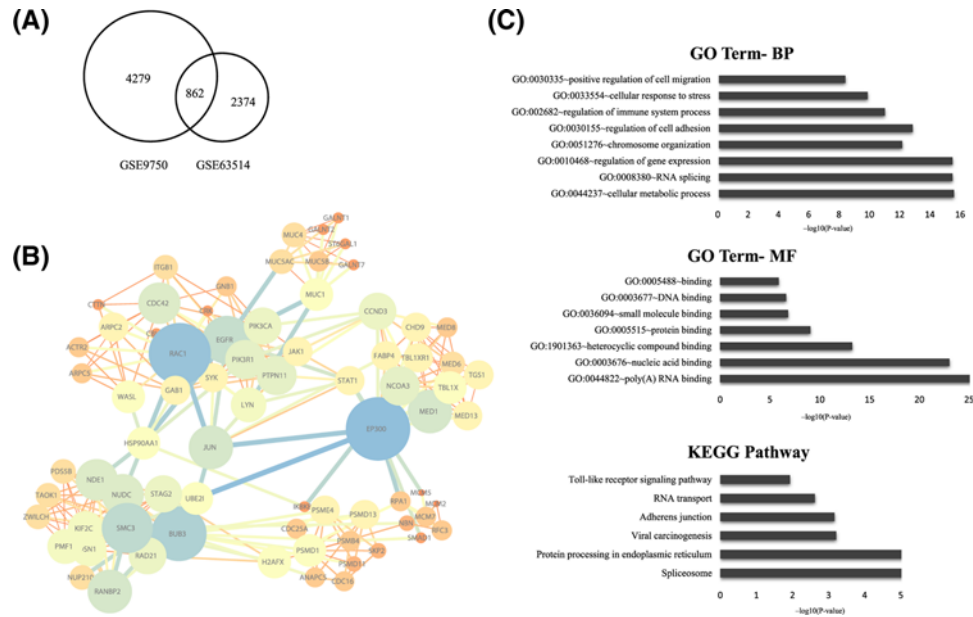 (A)
4279
862
2374
GSE9750
GSE63514
(B)
GALNT1
MUC4
GALNT2
ST6GAL1
MUC5AC
MUC5B
GALNT7
ITGB1
GNB1
MUC1
CDC42
CCND3
ARPC2
EGFR
PIK3CA
CHD9
MED8
ACTR2
RAC1
JAK1
FABP4
TBL1XR1
MED6
ARPC5
PIK3R1
PTPN11
TGS1
GAB1
SYK
STAT1
NCOA3
TBL1X
WASL
LYN
MED1
MED13
EP300
HSP90AA1
JUN
PDS5B
NDE1
TAOK1
NUDC
STAG2
UBE2I
RPA1
MCM5
MCM2
ZWILCH
PSME4
PSMD13
NBN
MCM7
KIF2C
SMC3
BUB3
CDC25A
RFC3
SMAD1
PMF1
RAD21
PSMD1
PSMB4
SKP2
NUP210
H2AFX
PSMD11
RANBP2
ANAPC5
CDC16
(C)
GO Term- BP
GO:0030335~positive regulation of cell migration
GO:0033554~cellular response to stress
GO:002682~regulation of immune system process
GO:0030155~regulation of cell adhesion
GO:0051276~chromosome organization
GO:0010468~regulation of gene expression
GO:0008380~RNA splicing
GO:0044237~cellular metabolic process
0 2 4 6 8 10 12 14 16
–log10(P-value)
GO Term- MF
GO:0005488~binding
GO:0003677~DNA binding
GO:0036094~small molecule binding
GO:0005515~protein binding
GO:1901363~heterocyclic compound binding
GO:0003676~nucleic acid binding
GO:0044822~poly(A) RNA binding
0 5 10 15 20 25
–log10(P-value)
KEGG Pathway
Toll-like receptor signaling pathway
RNA transport
Adherens junction
Viral carcinogenesis
Protein processing in endoplasmic reticulum
Spliceosome
0 1 2 3 4 5
–log10(P-value)